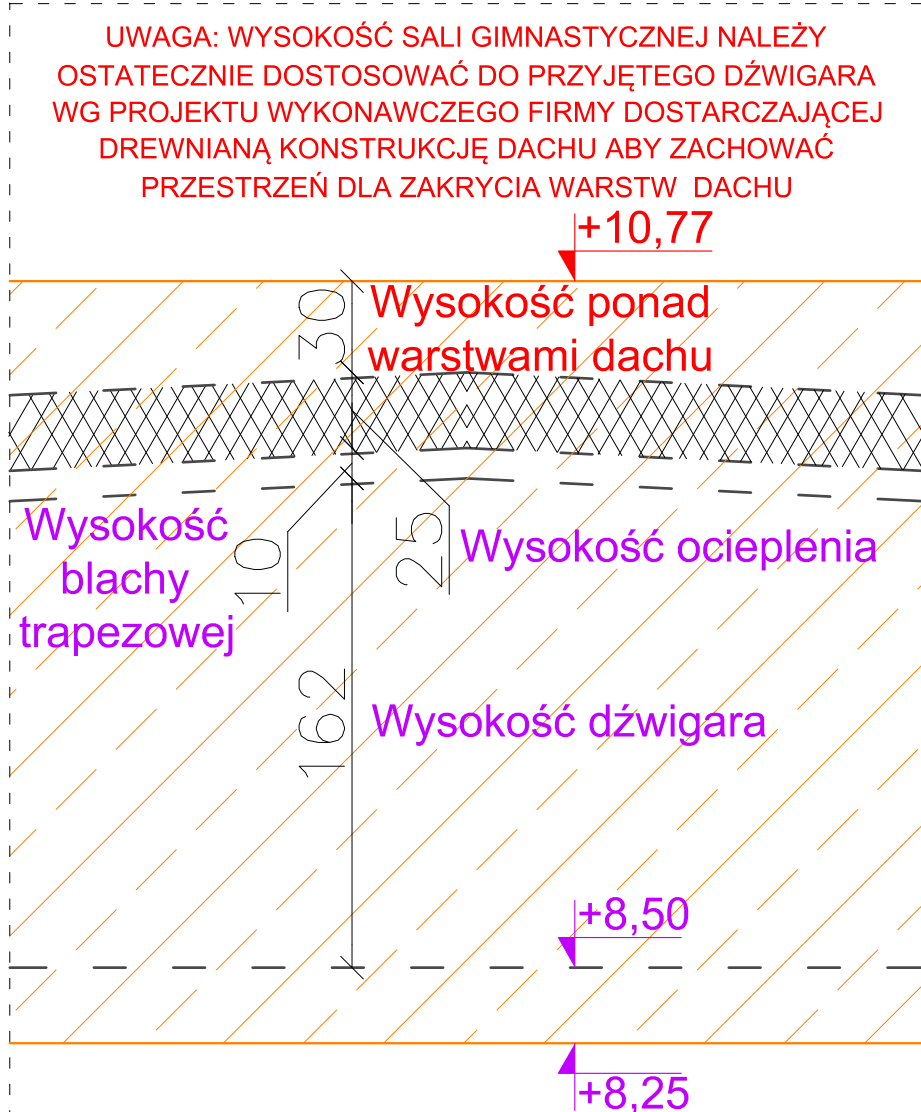 UWAGA: WYSOKOŚĆ SALI GIMNASTYCZNEJ NALEŻY
OSTATECZNIE DOSTOSOWAĆ DO PRZYJĘTEGO DŹWIGARA
WG PROJEKTU WYKONAWCZEGO FIRMY DOSTARCZAJĄCEJ
DREWNIANĄ KONSTRUKCJĘ DACHU ABY ZACHOWAĆ
PRZESTRZEŃ DLA ZAKRYCIA WARSTW DACHU
+10,77
30
Wysokość ponad
warstwami dachu
Wysokość
blachy
trapezowej
10
25
Wysokość ocieplenia
162
Wysokość dźwigara
+8,50
+8,25